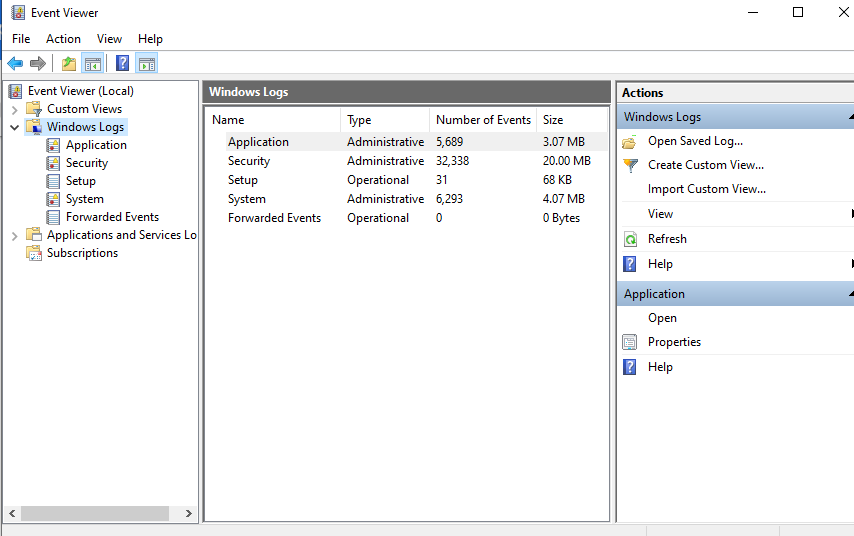 Event Viewer
File Action View Help
Event Viewer (Local)
Custom Views
Windows Logs
Application
Security
Setup
System
Forwarded Events
Applications and Services Lo
Subscriptions
Windows Logs
Name Type Number of Events Size
Application Administrative 5,689 3.07 MB
Security Administrative 32,338 20.00 MB
Setup Operational 31 68 KB
System Administrative 6,293 4.07 MB
Forwarded Events Operational 0 0 Bytes
Actions
Windows Logs
Open Saved Log...
Create Custom View...
Import Custom View...
View
Refresh
Help
Application
Open
Properties
Help